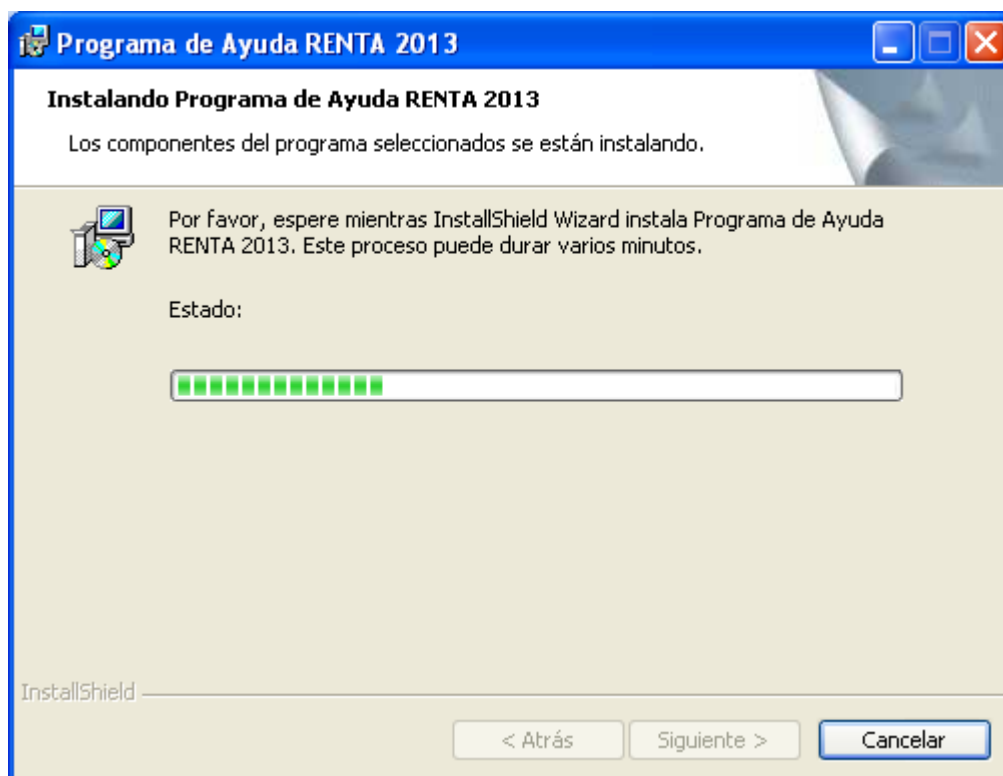 Programa de Ayuda RENTA 2013
Instalando Programa de Ayuda RENTA 2013
Los componentes del programa seleccionados se están instalando.
Por favor, espere mientras InstallShield Wizard instala Programa de Ayuda
RENTA 2013. Este proceso puede durar varios minutos.
Estado:
InstallShield
< Atrás
Siguiente >
Cancelar